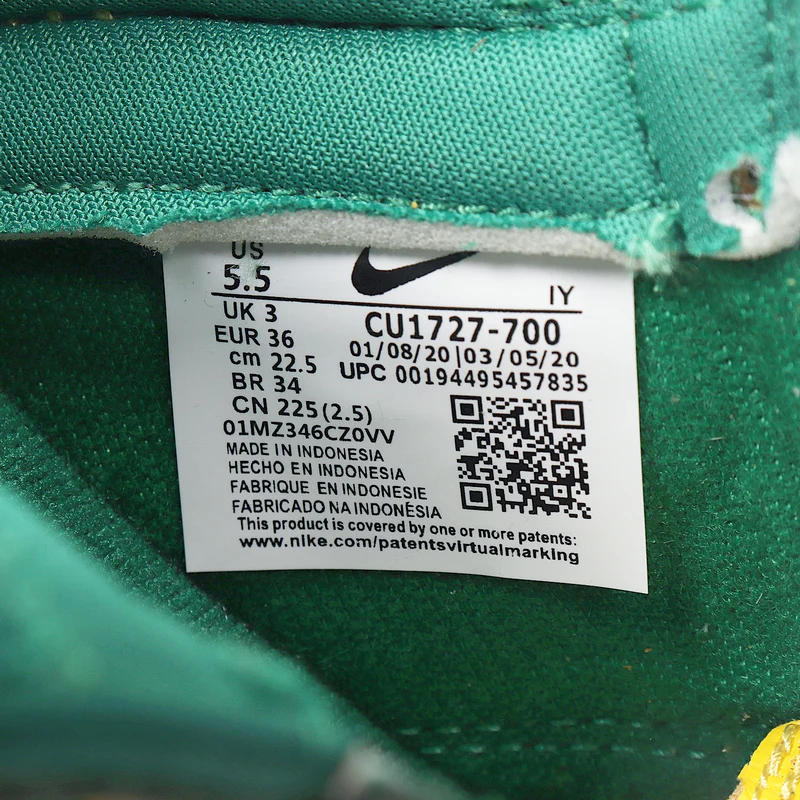 US
5.5
IY
UK 3
EUR 36
cm 22.5
BR 34
CN 225(2.5)
CU1727-700
01/08/20|03/05/20
UPC 00194495457835
01MZ346CZ0VV
MADE IN INDONESIA
HECHO EN INDONESIA
FABRIQUE EN INDONESIE
FABRICADO NA INDONÉSIA
This product is covered by one or more patents:
www.nike.com/patentsvirtualmarking